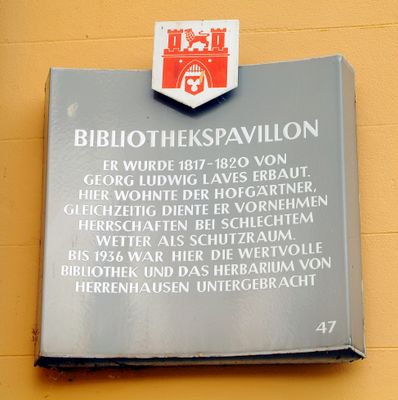 BIBLIOTHEKSPAVILLON
ER WURDE 1817-1820 VON
GEORG LUDWIG LAVES ERBAUT.
HIER WOHNTE DER HOFGÄRTNER,
GLEICHZEITIG DIENTE ER VORNEHMEN
HERRSCHAFTEN BEI SCHLECHTEM
WETTER ALS SCHUTZRAUM.
BIS 1936 WAR HIER DIE WERTVOLLE
BIBLIOTHEK UND DAS HERBARIUM VON
HERRENHAUSEN UNTERGEBRACHT
47